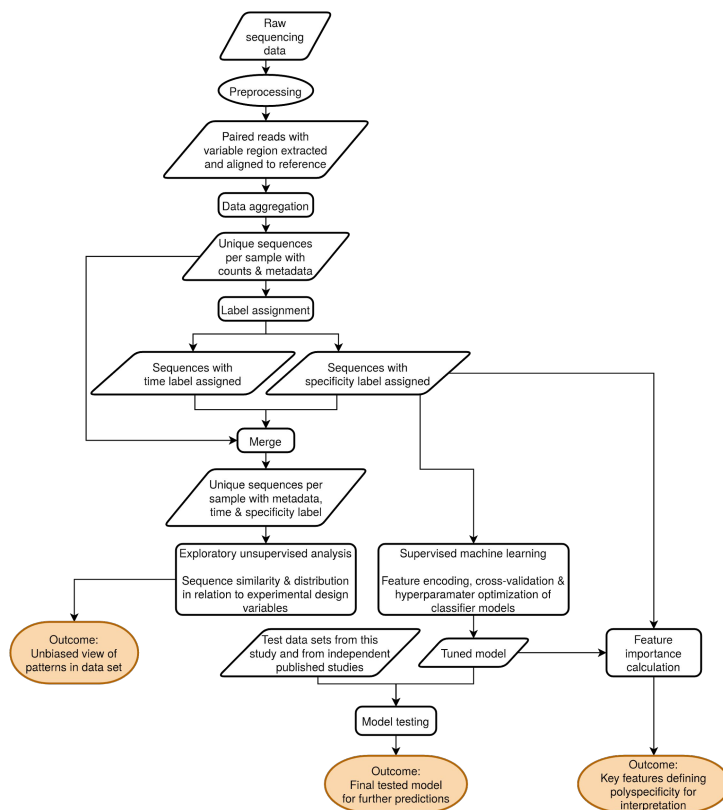 Raw
sequencing
data
Preprocessing
Paired reads with
variable region extracted
and aligned to reference
Data aggregation
Unique sequences
per sample with
counts & metadata
Label assignment
Sequences with
time label assigned
Sequences with
specificity label assigned
Merge
Unique sequences per
sample with metadata,
time & specificity label
Exploratory unsupervised analysis
Sequence similarity & distribution
in relation to experimental design
variables
Supervised machine learning
Feature encoding, cross-validation &
hyperparamater optimization of
classifier models
Outcome:
Unbiased view of
patterns in data set
Test data sets from this
study and from independent
published studies
Tuned model
Feature
importance
calculation
Model testing
Outcome:
Final tested model
for further predictions
Outcome:
Key features defining
polyspecificity for
interpretation